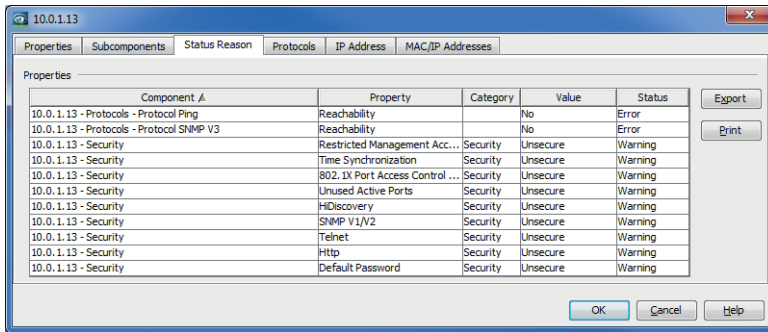 10.0.1.13
Properties Subcomponents Status Reason Protocols IP Address MAC/IP Addresses
Properties
Component Property Category Value Status
10.0.1.13 - Protocols - Protocol Ping Reachability No Error
10.0.1.13 - Protocols - Protocol SNMP V3 Reachability No Error
10.0.1.13 - Security Restricted Management Acc... Security Unsecure Warning
10.0.1.13 - Security Time Synchronization Security Unsecure Warning
10.0.1.13 - Security 802.1X Port Access Control ... Security Unsecure Warning
10.0.1.13 - Security Unused Active Ports Security Unsecure Warning
10.0.1.13 - Security HiDiscovery Security Unsecure Warning
10.0.1.13 - Security SNMP V1/V2 Security Unsecure Warning
10.0.1.13 - Security Telnet Security Unsecure Warning
10.0.1.13 - Security Http Security Unsecure Warning
10.0.1.13 - Security Default Password Security Unsecure Warning
Export
Print
OK Cancel Help